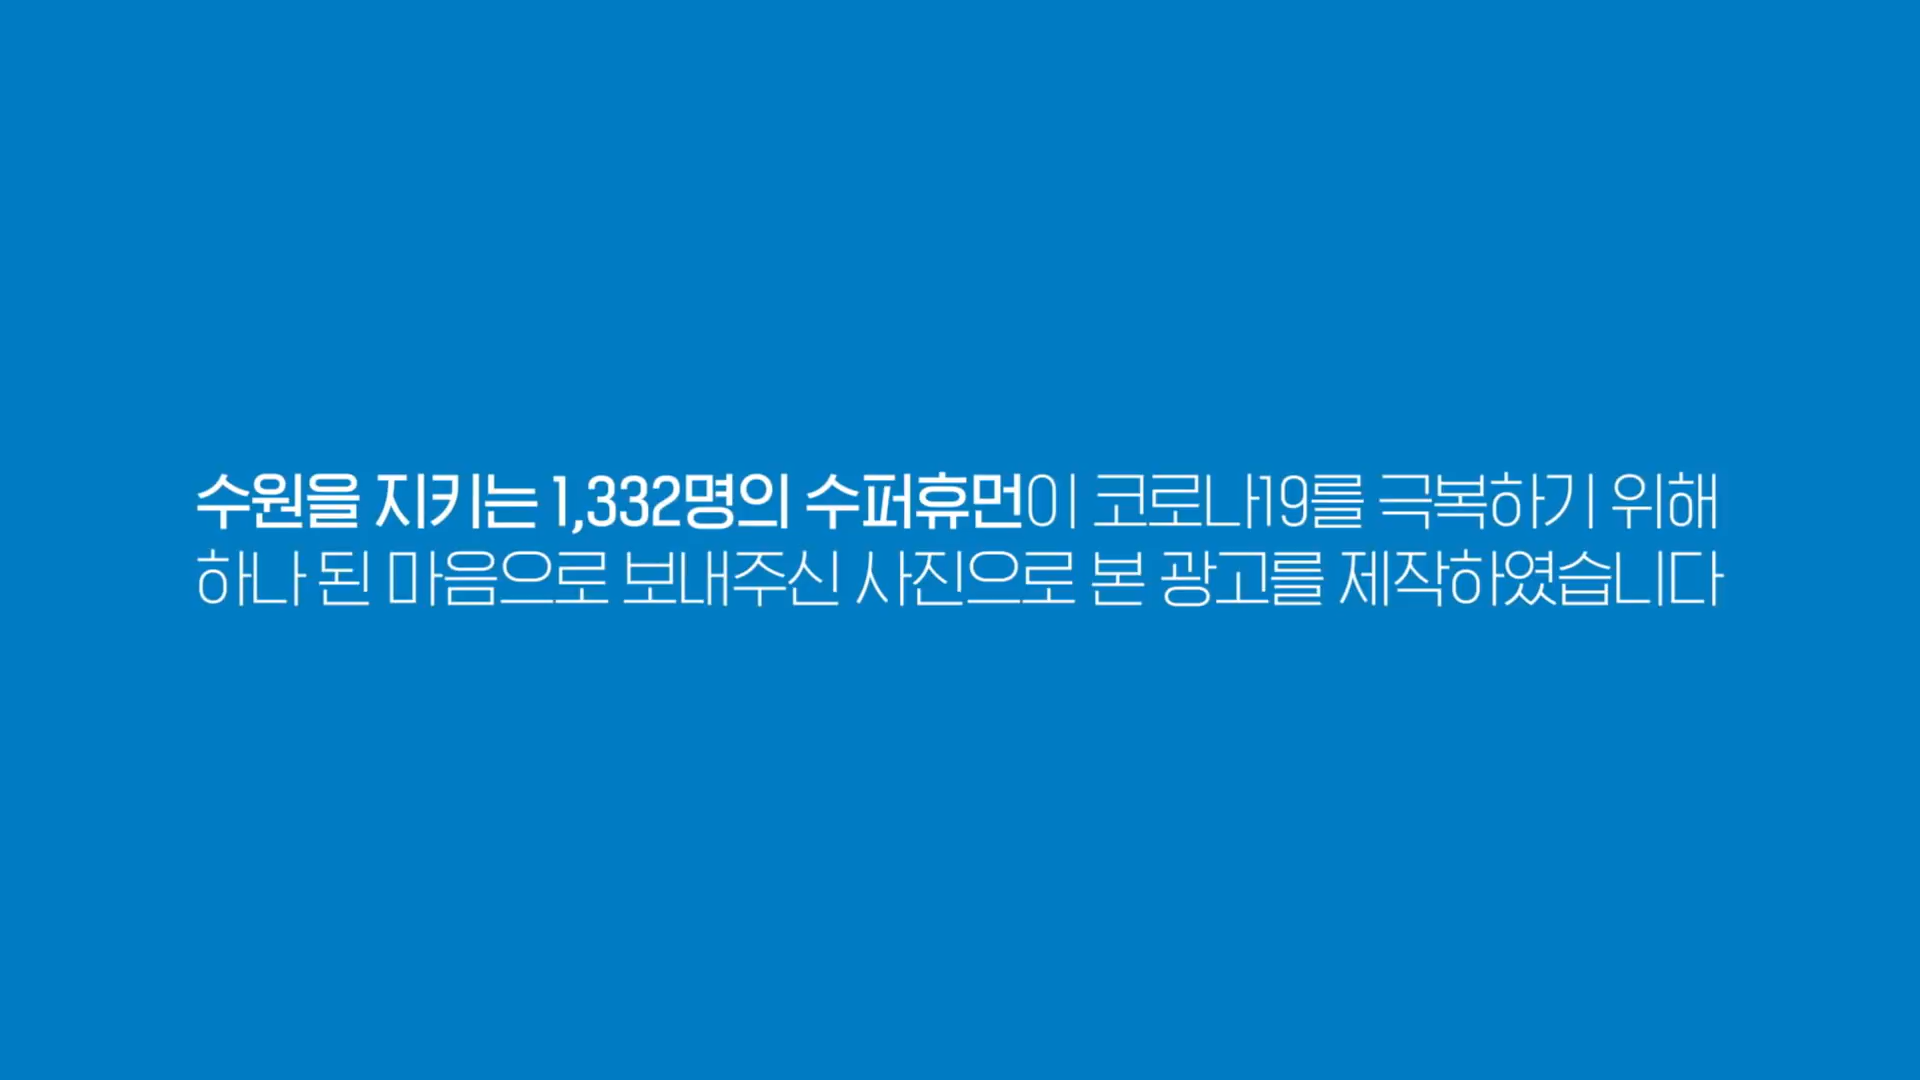 수원을 지키는 1,332명의 수퍼휴먼이 코로나19를 극복하기 위해
하나 된 마음으로 보내주신 사진으로 본 광고를 제작하였습니다